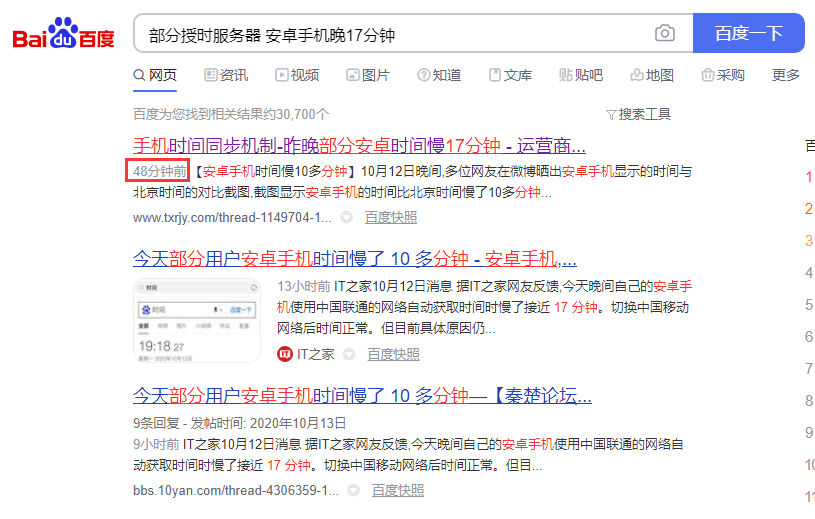 Bai du 百度
部分授时服务器 安卓手机晚17分钟
百度一下
网页 资讯 视频 图片 知道 文库 贴吧 地图 采购 更多
百度为您找到相关结果约30,700个
搜索工具
手机时间同步机制-昨晚部分安卓时间慢17分钟 - 运营商...
48分钟前 【安卓手机时间慢10多分钟】10月12日晚间,多位网友在微博晒出安卓手机显示的时间与
北京时间的对比截图,截图显示安卓手机的时间比北京时间慢了10多分钟...
www.txrjy.com/thread-1149704-1... 百度快照
今天部分用户安卓手机时间慢了 10 多分钟 - 安卓手机,...
时间
百度 时间 百度一下
19:18 27
13小时前 IT之家10月12日消息 据IT之家网友反馈,今天晚间自己的安卓手
机使用中国联通的网络自动获取时间时慢了接近 17 分钟。切换中国移动
网络后时间正常。但目前具体原因仍...
IT之家 百度快照
今天部分用户安卓手机时间慢了 10 多分钟—【秦楚论坛...
9条回复 - 发帖时间: 2020年10月13日
9小时前 IT之家10月12日消息 据IT之家网友反馈,今天晚间自己的安卓手机使用中国联通的网络自
动获取时间时慢了接近 17 分钟。切换中国移动网络后时间正常。但目...
bbs.10yan.com/thread-4306359-1... 百度快照
1
2
3
4
5
6
7
8
9
10
11